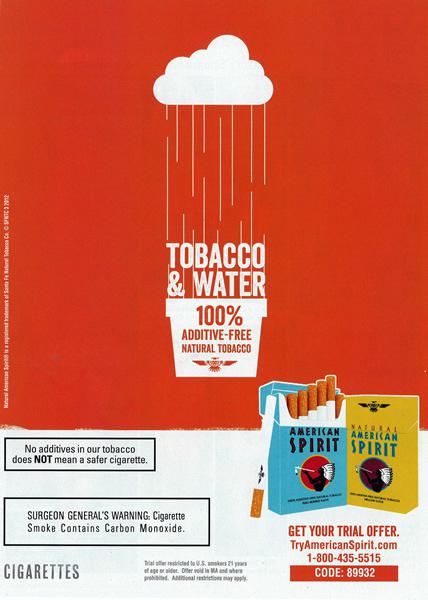 TOBACCO
& WATER
100%
ADDITIVE-FREE
NATURAL TOBACCO
Natural American Spirit® is a registered trademark of Santa Fe Natural Tobacco Co. © SFNTC 3 2012
No additives in our tobacco
does NOT mean a safer cigarette.
SURGEON GENERAL'S WARNING: Cigarette
Smoke Contains Carbon Monoxide.
CIGARETTES
Trial offer restricted to U.S. smokers 21 years
of age or older. Offer void in MA and where
prohibited. Additional restrictions may apply.
AMERICAN
SPIRIT
NATURAL
AMERICAN
SPIRIT
GET YOUR TRIAL OFFER.
TryAmericanSpirit.com
1-800-435-5515
CODE: 89932